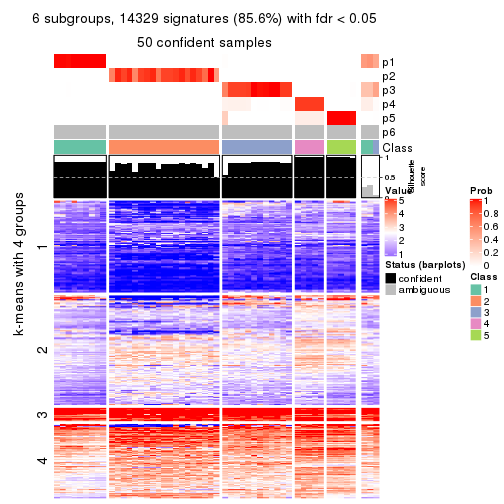 6 subgroups, 14329 signatures (85.6%) with fdr < 0.05
50 confident samples
p1
p2
p3
p4
p5
p6
Class
1
0.5
0
Silhouette
score
k-means with 4 groups
1
2
3
4
Value
5
4
3
2
1
Status (barplots)
confident
ambiguous
Prob
1
0.8
0.6
0.4
0.2
0
Class
1
2
3
4
5